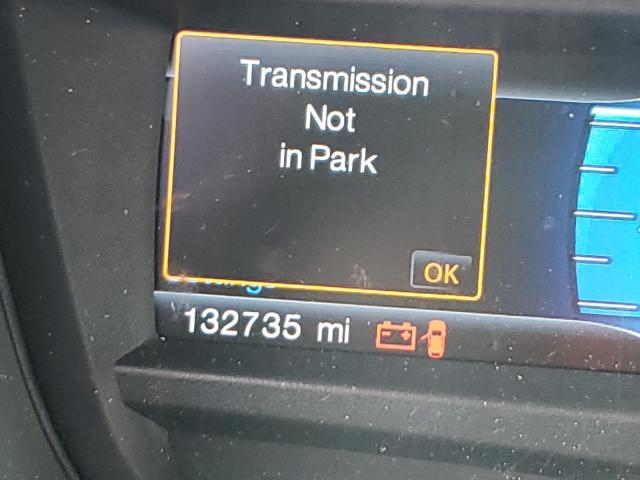 Transmission
Not
in Park
OK
132735 mi